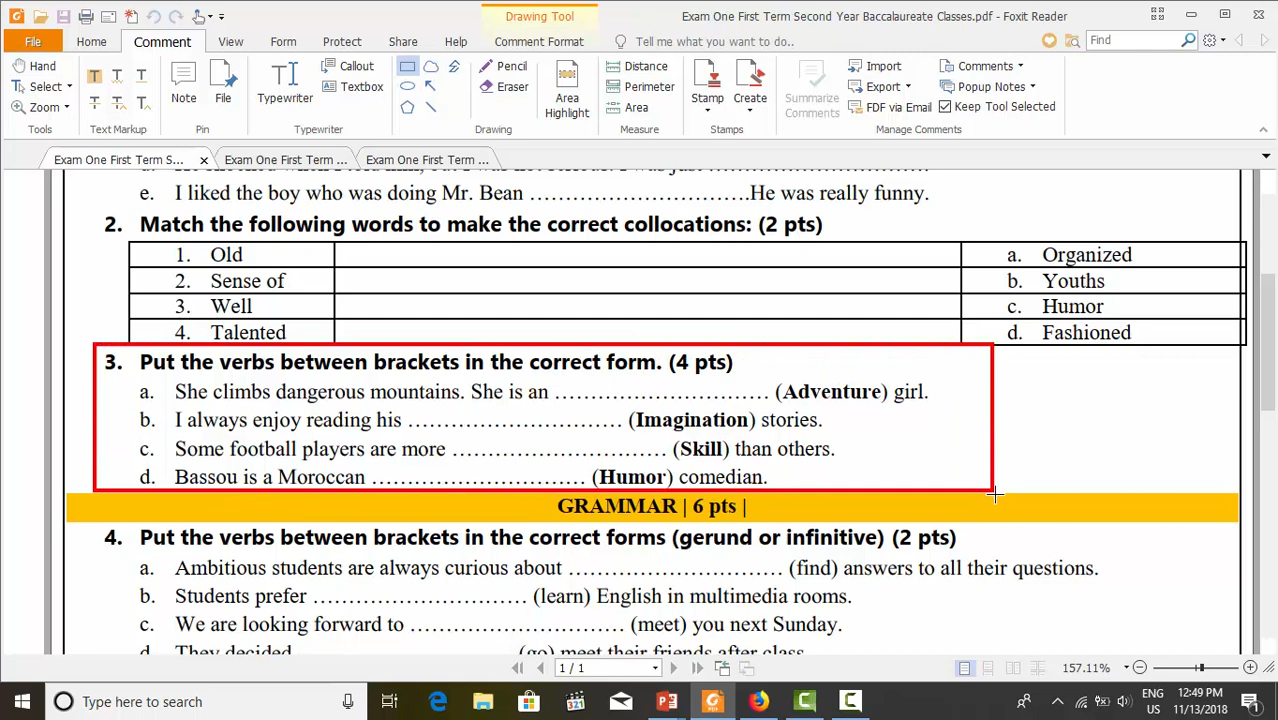 Drawing Tool
Exam One First Term Second Year Baccalaureate Classes.pdf - Foxit Reader
File Home Comment View Form Protect Share Help Comment Format Tell me what you want to do.. Find
Hand
Select
Zoom
Tools
Text Markup
Note
File
Pin
Typewriter
Callout
Textbox
Typewriter
Pencil
Eraser
Drawing
Area Highlight
Distance
Perimeter
Area
Measure
Stamp
Create
Stamps
Summarize Comments
Import
Export
FDF via Email
Comments
Popup Notes
Keep Tool Selected
Manage Comments
Exam One First Term S... Exam One First Term ... Exam One First Term ...
e. I liked the boy who was doing Mr. Bean ……………………….He was really funny.
2. Match the following words to make the correct collocations: (2 pts)
1. Old a. Organized
2. Sense of b. Youths
3. Well c. Humor
4. Talented d. Fashioned
3. Put the verbs between brackets in the correct form. (4 pts)
a. She climbs dangerous mountains. She is an ………………………… (Adventure) girl.
b. I always enjoy reading his ………………………… (Imagination) stories.
c. Some football players are more ………………………… (Skill) than others.
d. Bassou is a Moroccan ………………………… (Humor) comedian.
GRAMMAR | 6 pts |
4. Put the verbs between brackets in the correct forms (gerund or infinitive) (2 pts)
a. Ambitious students are always curious about ………………………… (find) answers to all their questions.
b. Students prefer ………………………… (learn) English in multimedia rooms.
c. We are looking forward to ………………………… (meet) you next Sunday.
d. They decided ………………………… (go) meet their friends after class.
1 / 1
157.11%
Type here to search
321
ENG
US
12:49 PM
11/13/2018
1